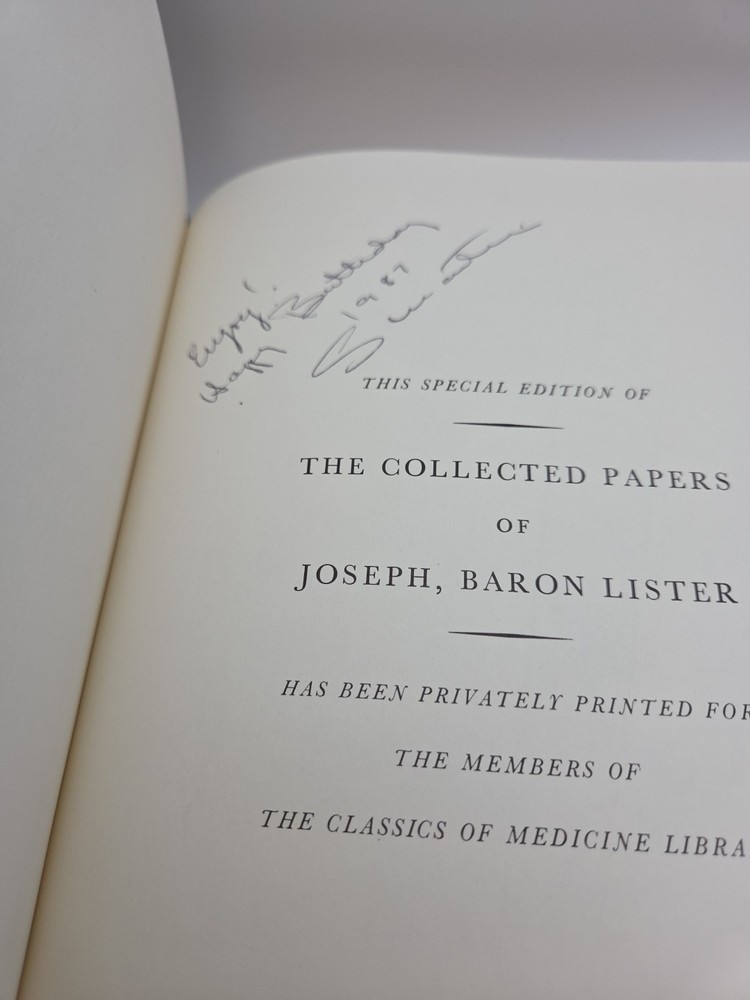 Enjoy!
Happy Birthday
1987
THIS SPECIAL EDITION OF
THE COLLECTED PAPERS
OF
JOSEPH, BARON LISTER
HAS BEEN PRIVATELY PRINTED FOR
THE MEMBERS OF
THE CLASSICS OF MEDICINE LIBRA